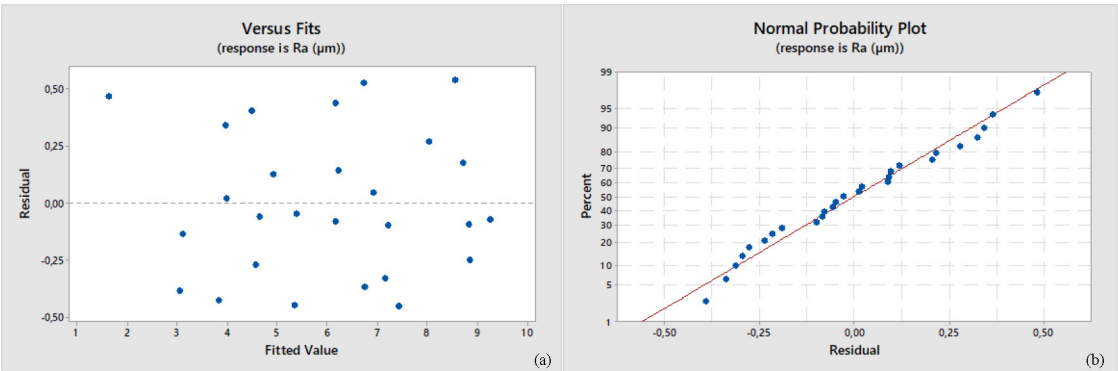 Versus Fits
(response is Ra (µm))
Residual
0,50
0,25
0,00
-0,25
-0,50
1 2 3 4 5 6 7 8 9 10
Fitted Value
(a)
Normal Probability Plot
(response is Ra (µm))
Percent
99
95
90
80
70
60
50
40
30
20
10
5
1
-0,50 -0,25 0,00 0,25 0,50
Residual
(b)